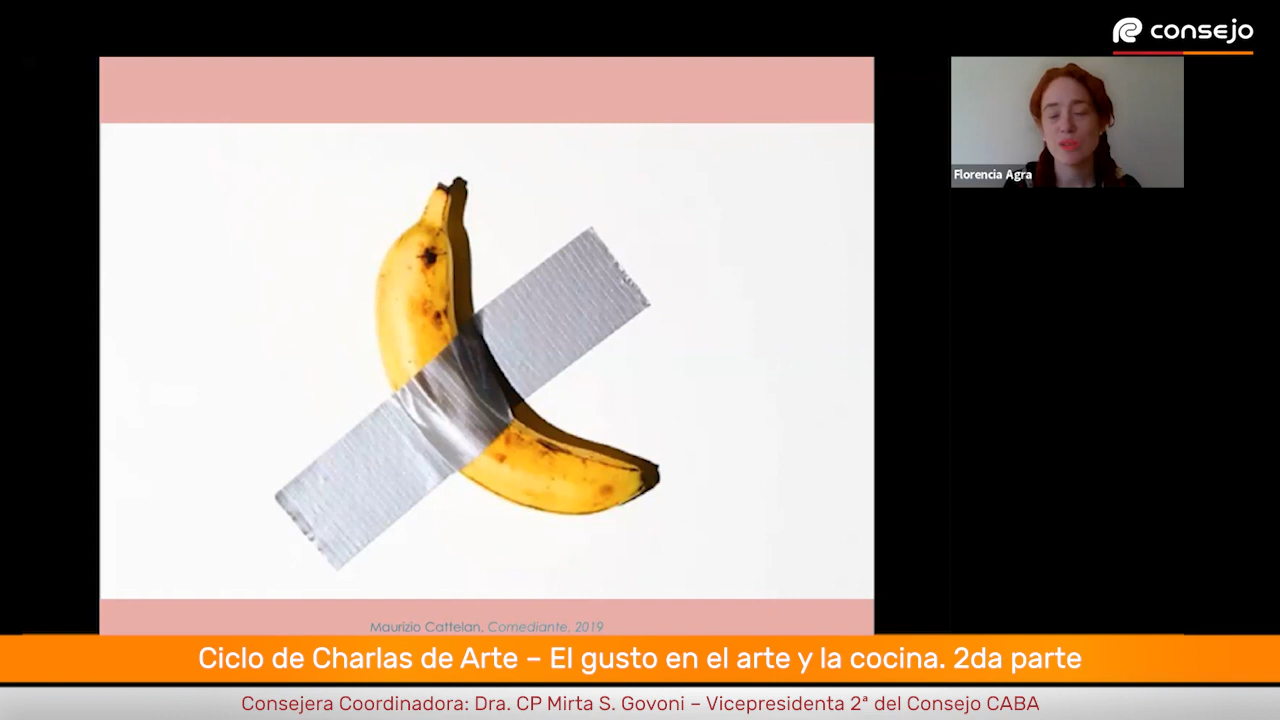 consejo
Florencia Agra
Maurizio Cattelan, Comediante, 2019
Ciclo de Charlas de Arte – El gusto en el arte y la cocina. 2da parte
Consejera Coordinadora: Dra. CP Mirta S. Govoni – Vicepresidenta 2ª del Consejo CABA